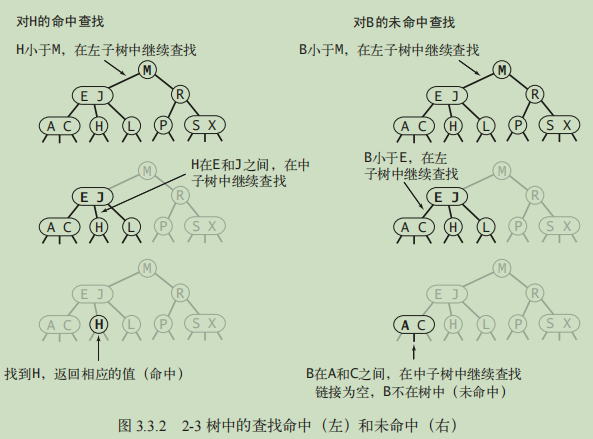 对H的命中查找
H小于M，在左子树中继续查找
M
E J
R
A C
H
L
P
S X
H在E和J之间，在中
子树中继续查找
M
E J
R
A C
H
L
P
S X
M
E J
R
A C
H
L
P
S X
找到H，返回相应的值（命中）
对B的未命中查找
B小于M，在左子树中继续查找
M
E J
R
A C
H
L
P
S X
B小于E，在左
子树中继续查找
M
E J
R
A C
H
L
P
S X
M
E J
R
A C
H
L
P
S X
B在A和C之间，在中子树中继续查找
链接为空，B不在树中（未命中）
图 3.3.2 2-3 树中的查找命中（左）和未命中（右）